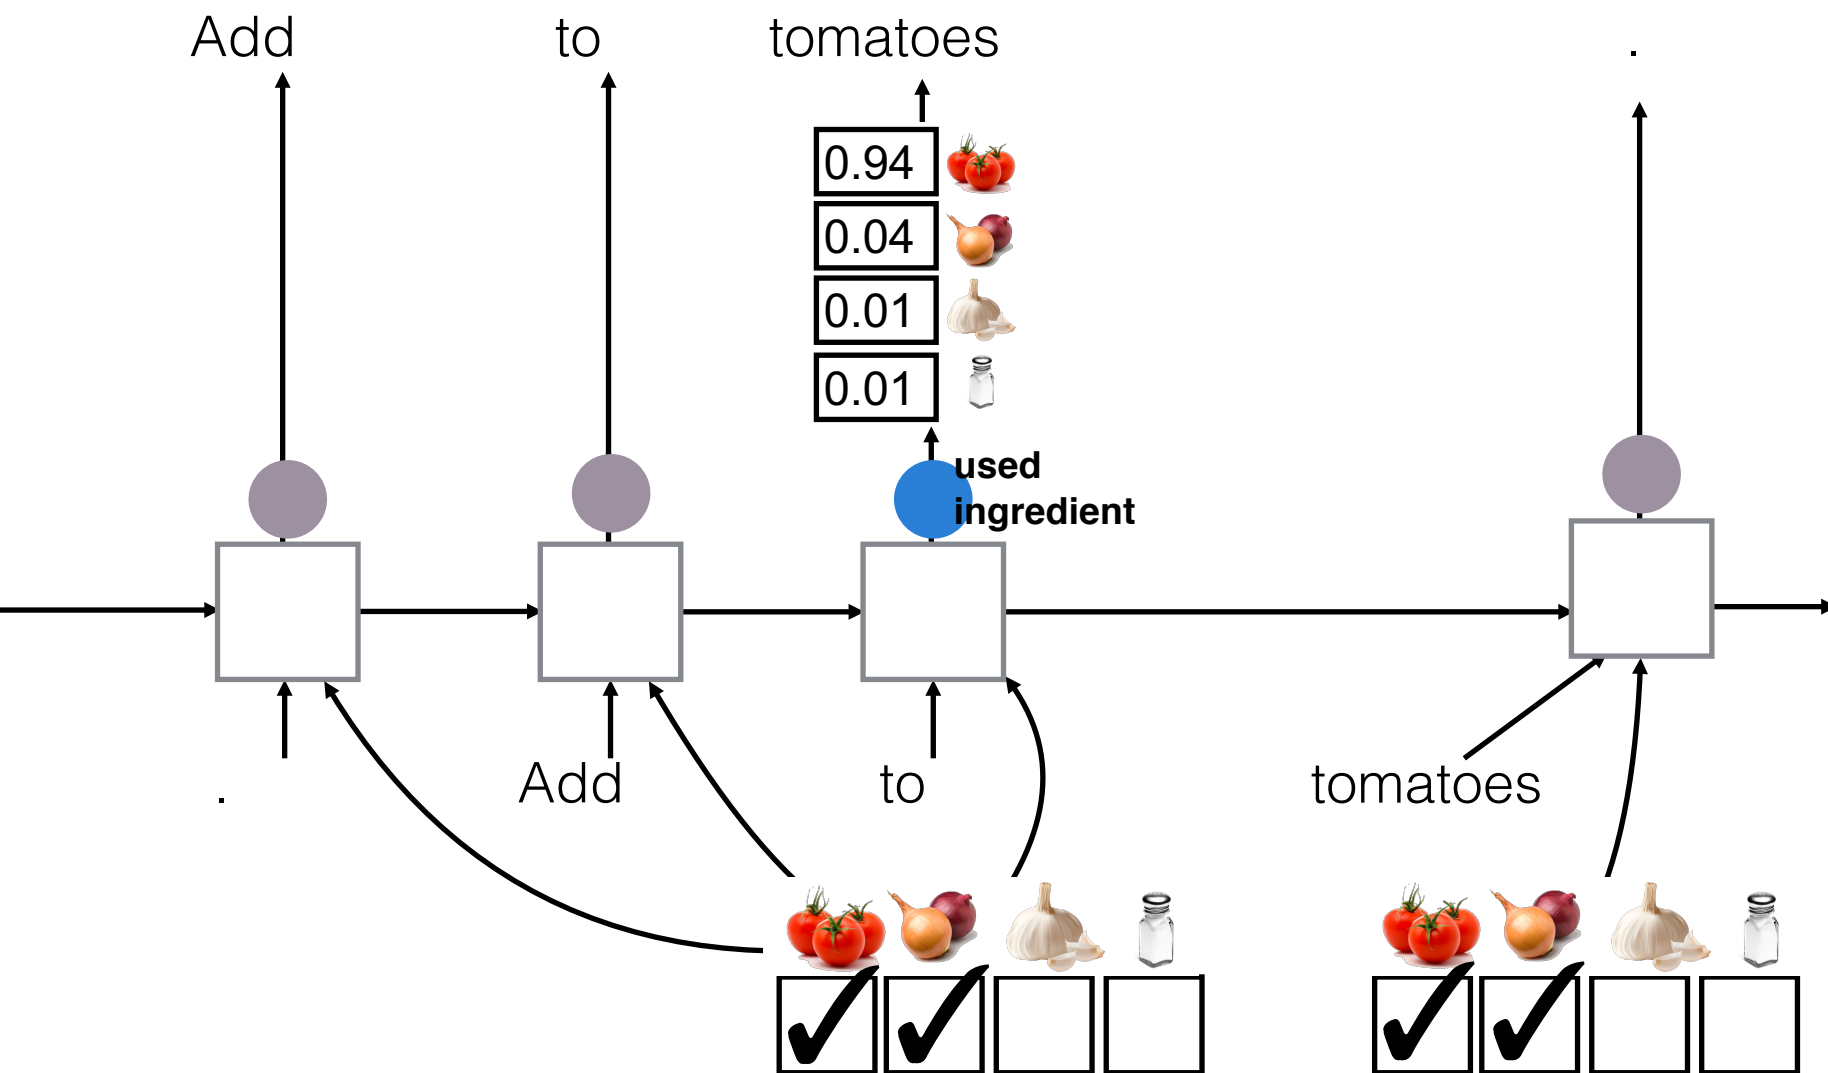 Add to tomatoes .
0.94
0.04
0.01
0.01
used
ingredient
. Add to tomatoes